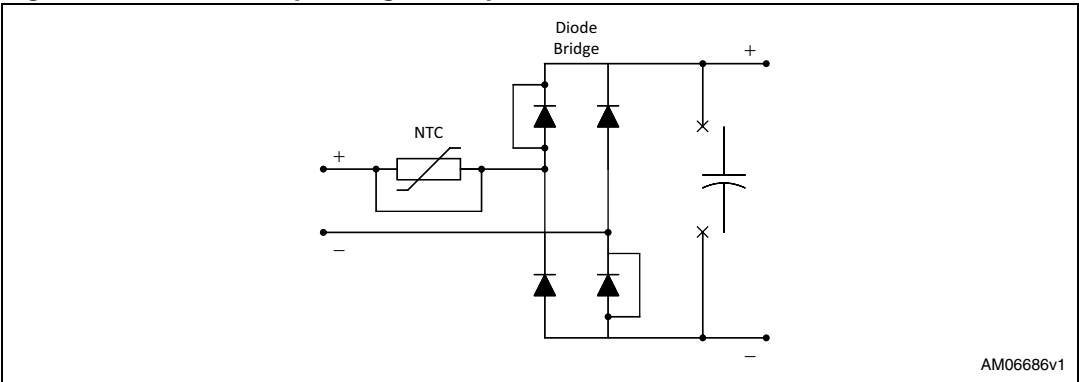 Diode
Bridge
+
NTC
+
−
−
AM06686v1